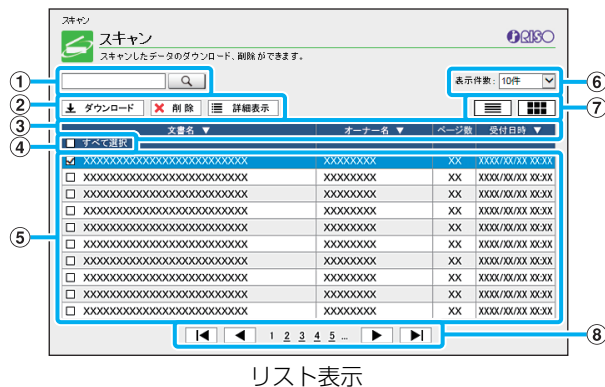 スキャン
スキャン
RISO
スキャンしたデータのダウンロード、削除ができます。
①
表示件数: 10件
⑥
②
ダウンロード
削除
詳細表示
⑦
③
文書名 ▼ オーナー名 ▼ ページ数 受付日時 ▼
④
すべて選択
XXXXXXXXXXXXXXXXXXXXXXXXXX XXXXXXXX XX XXXX/XX/XX XX:XX
XXXXXXXXXXXXXXXXXXXXXXXXXX XXXXXXXX XX XXXX/XX/XX XX:XX
XXXXXXXXXXXXXXXXXXXXXXXXXX XXXXXXXX XX XXXX/XX/XX XX:XX
XXXXXXXXXXXXXXXXXXXXXXXXXX XXXXXXXX XX XXXX/XX/XX XX:XX
XXXXXXXXXXXXXXXXXXXXXXXXXX XXXXXXXX XX XXXX/XX/XX XX:XX
⑤
XXXXXXXXXXXXXXXXXXXXXXXXXX XXXXXXXX XX XXXX/XX/XX XX:XX
XXXXXXXXXXXXXXXXXXXXXXXXXX XXXXXXXX XX XXXX/XX/XX XX:XX
XXXXXXXXXXXXXXXXXXXXXXXXXX XXXXXXXX XX XXXX/XX/XX XX:XX
XXXXXXXXXXXXXXXXXXXXXXXXXX XXXXXXXX XX XXXX/XX/XX XX:XX
XXXXXXXXXXXXXXXXXXXXXXXXXX XXXXXXXX XX XXXX/XX/XX XX:XX
1 2 3 4 5 ...
⑧
リスト表示